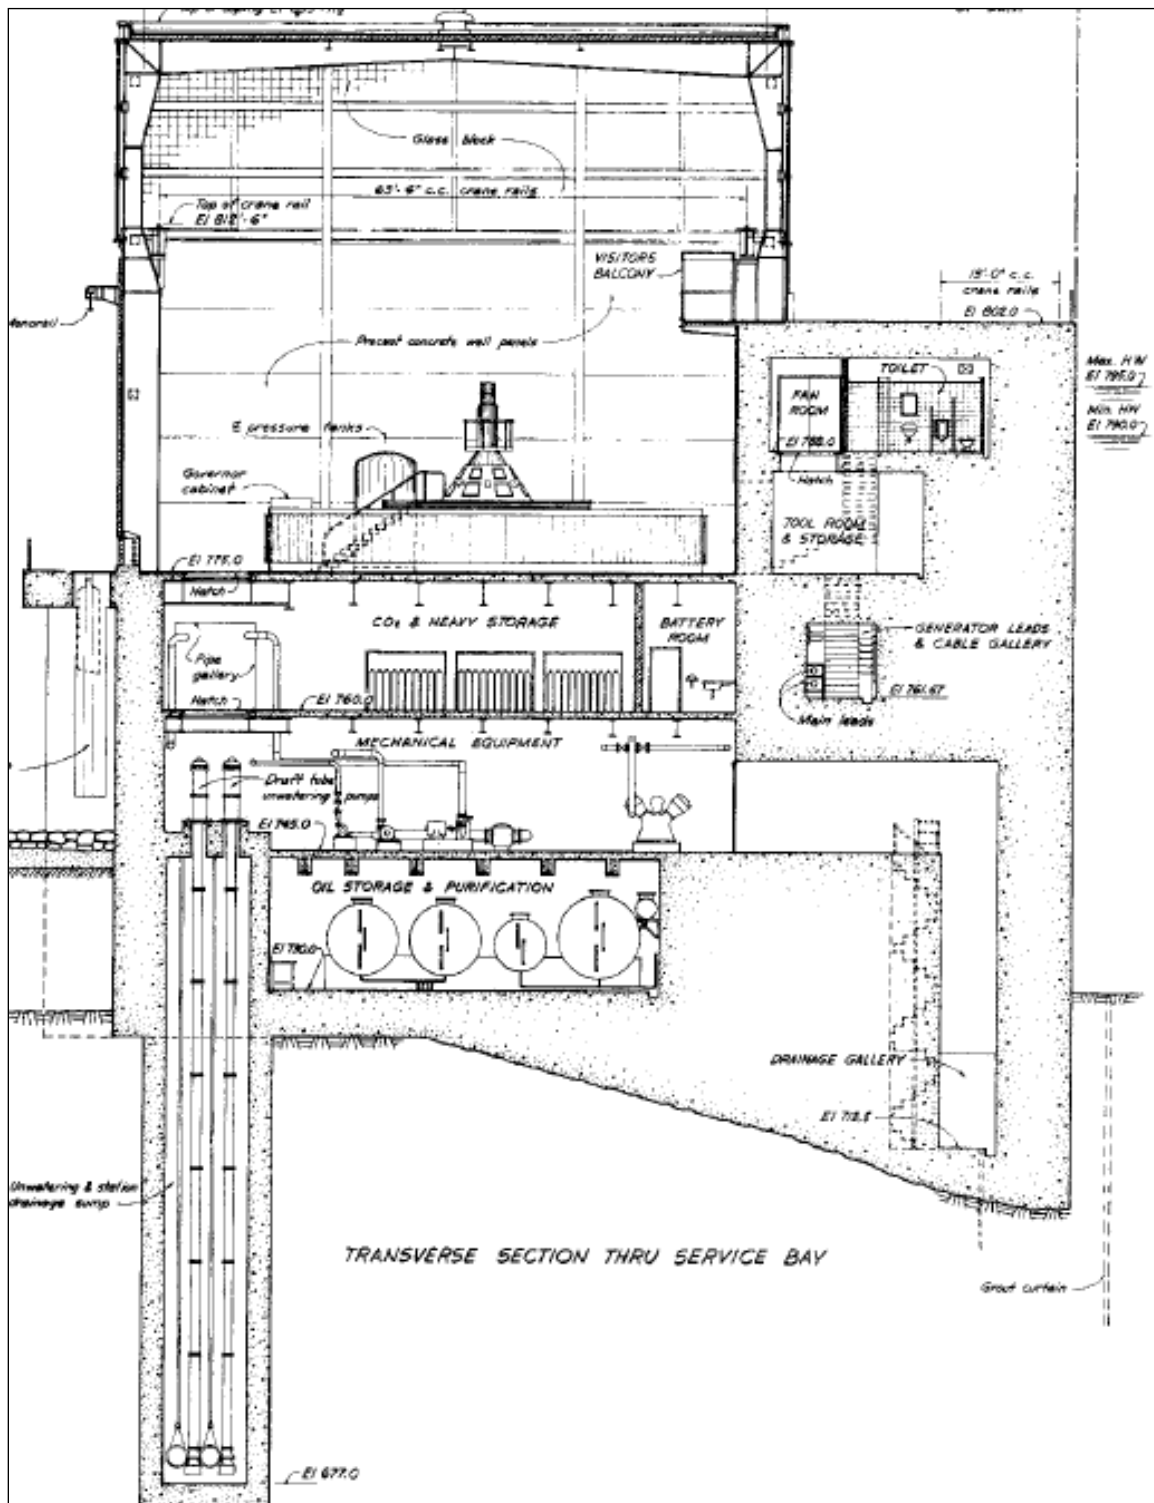 Glass block
63'-6" c.c. crane rails
Top of crane rail
El 812'-6"
VISITORS
BALCONY
15'-0" c.c.
crane rails
El 802.0
Monorail
Precast concrete wall panels
Max. HW
El 795.0
Min. HW
El 790.0
TOILET
FAN
ROOM
El 788.0
Hatch
pressure tanks
Governor
cabinet
TOOL ROOM
& STORAGE
El 775.0
Hatch
CO₂ & HEAVY STORAGE
BATTERY
ROOM
GENERATOR LEADS
& CABLE GALLERY
Pipe
gallery
Hatch
El 760.0
El 761.67
Main leads
MECHANICAL EQUIPMENT
Draft tube
unwatering pumps
El 745.0
OIL STORAGE & PURIFICATION
El 730.0
DRAINAGE GALLERY
Unwatering & station
drainage sump
TRANSVERSE SECTION THRU SERVICE BAY
Grout curtain
El 677.0